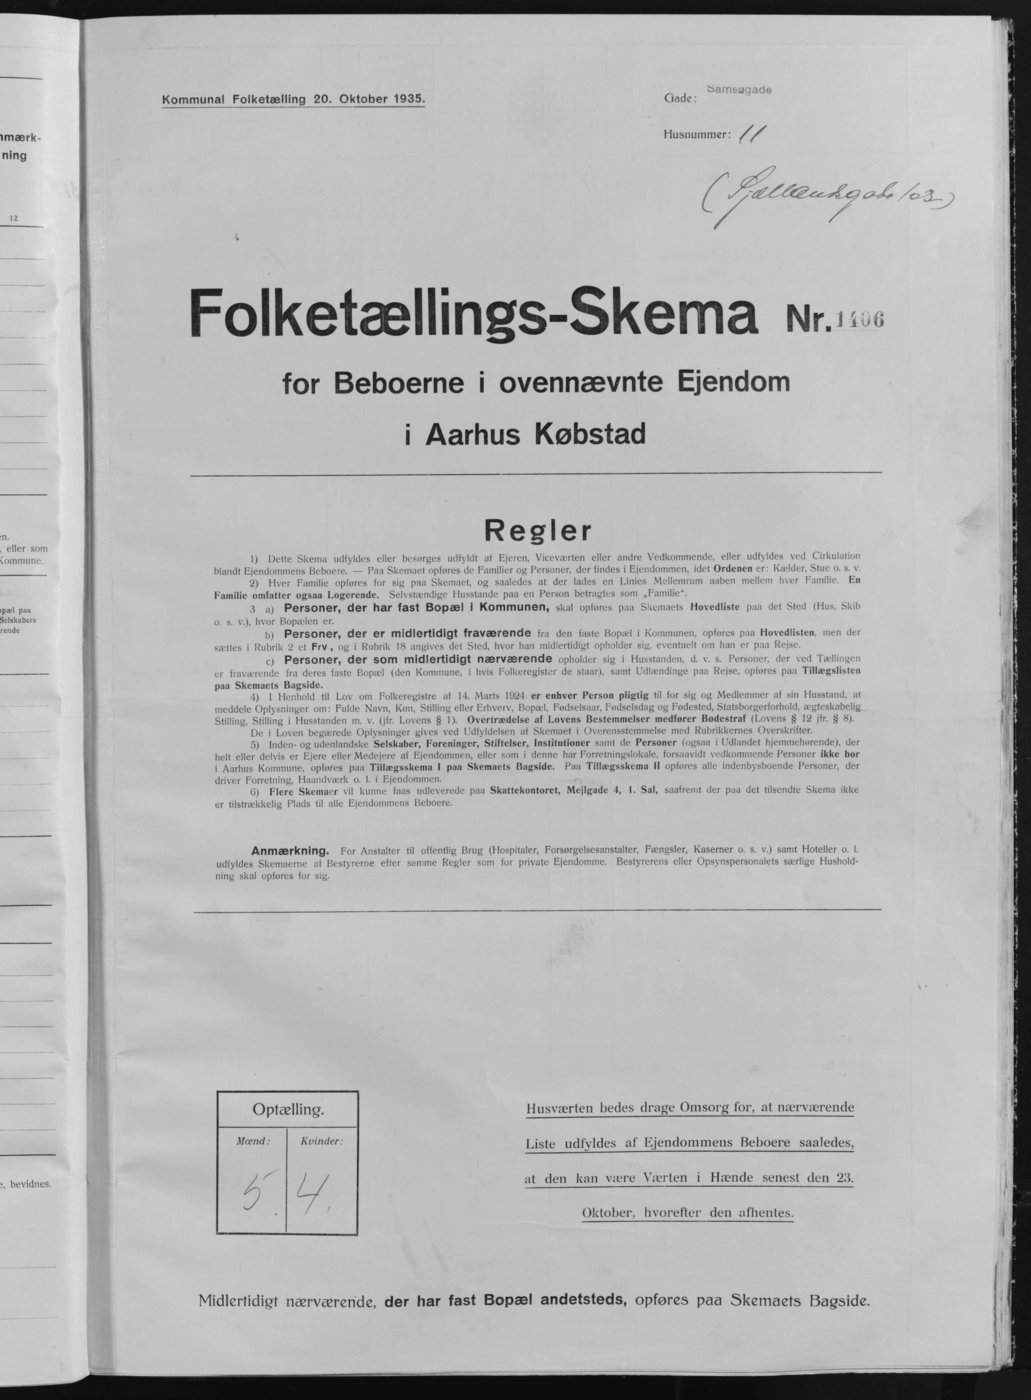 Kommunal Folketælling 20. Oktober 1935.
Gade: Samsøgade
Husnummer: 11
(Sjællandsgade 103)
Folketællings-Skema Nr. 1406
for Beboerne i ovennævnte Ejendom
i Aarhus Købstad
Regler
1) Dette Skema udfyldes eller besørges udfyldt af Ejeren, Viceværten eller andre Vedkommende, eller udfyldes ved Cirkulation
blandt Ejendommens Beboere. — Paa Skemaet opføres de Familier og Personer, der findes i Ejendommen, idet Ordenen er: Kælder, Stue o. s. v.
2) Hver Familie opføres for sig paa Skemaet, og saaledes at der lades en Linies Mellemrum aaben mellem hver Familie. En
Familie omfatter ogsaa Logerende. Selvstændige Husstande paa en Person betragtes som „Familie“.
3 a) Personer, der har fast Bopæl i Kommunen, skal opføres paa Skemaets Hovedliste paa det Sted (Hus, Skib
o. s. v.), hvor Bopælen er.
b) Personer, der er midlertidigt fraværende fra den faste Bopæl i Kommunen, opføres paa Hovedlisten, men der
sættes i Rubrik 2 et Frv, og i Rubrik 18 angives det Sted, hvor han midlertidigt opholder sig, eventuelt om han er paa Rejse.
c) Personer, der som midlertidigt nærværende opholder sig i Husstanden, d. v. s. Personer, der ved Tællingen
er fraværende fra deres faste Bopæl (den Kommune, i hvis Folkeregister de staar), samt Udlændinge paa Rejse, opføres paa Tillægslisten
paa Skemaets Bagside.
4) I Henhold til Lov om Folkeregistre af 14. Marts 1924 er enhver Person pligtig til for sig og Medlemmer af sin Husstand, at
meddele Oplysninger om: Fulde Navn, Køn, Stilling eller Erhverv, Bopæl, Fødselsaar, Fødselsdag og Fødested, Statsborgerforhold, ægteskabelig
Stilling, Stilling i Husstanden m. v. (jfr. Lovens § 1). Overtrædelse af Lovens Bestemmelser medfører Bødestraf (Lovens § 12 jfr. § 8).
De i Loven begærede Oplysninger gives ved Udfyldelsen af Skemaet i Overensstemmelse med Rubrikkernes Overskrifter.
5) Inden- og udenlandske Selskaber, Foreninger, Stiftelser, Institutioner samt de Personer (ogsaa i Udlandet hjemmehørende), der
helt eller delvis er Ejere eller Medejere af Ejendommen, eller som i denne har Forretningslokale, forsaavidt vedkommende Personer ikke bor
i Aarhus Kommune, opføres paa Tillægsskema I paa Skemaets Bagside. Paa Tillægsskema II opføres alle indenbysboende Personer, der
driver Forretning, Haandværk o. l. i Ejendommen.
6) Flere Skemaer vil kunne faas udleverede paa Skattekontoret, Mejlgade 4, 1. Sal, saafremt der paa det tilsendte Skema ikke
er tilstrækkelig Plads til alle Ejendommens Beboere.
Anmærkning. For Anstalter til offentlig Brug (Hospitaler, Forsørgelsesanstalter, Fængsler, Kaserner o. s. v.) samt Hoteller o. l.
udfyldes Skemaerne af Bestyrerne efter samme Regler som for private Ejendomme. Bestyrerens eller Opsynspersonalets særlige Hushold-
ning skal opføres for sig.
Optælling.
Mænd: Kvinder:
5. 4.
Husværten bedes drage Omsorg for, at nærværende
Liste udfyldes af Ejendommens Beboere saaledes,
at den kan være Værten i Hænde senest den 23.
Oktober, hvorefter den afhentes.
Midlertidigt nærværende, der har fast Bopæl andetsteds, opføres paa Skemaets Bagside.
nmærk-
ning
12
en.
, eller som
Kommune.
opæl paa
Selskabers
rende
e, bevidnes.